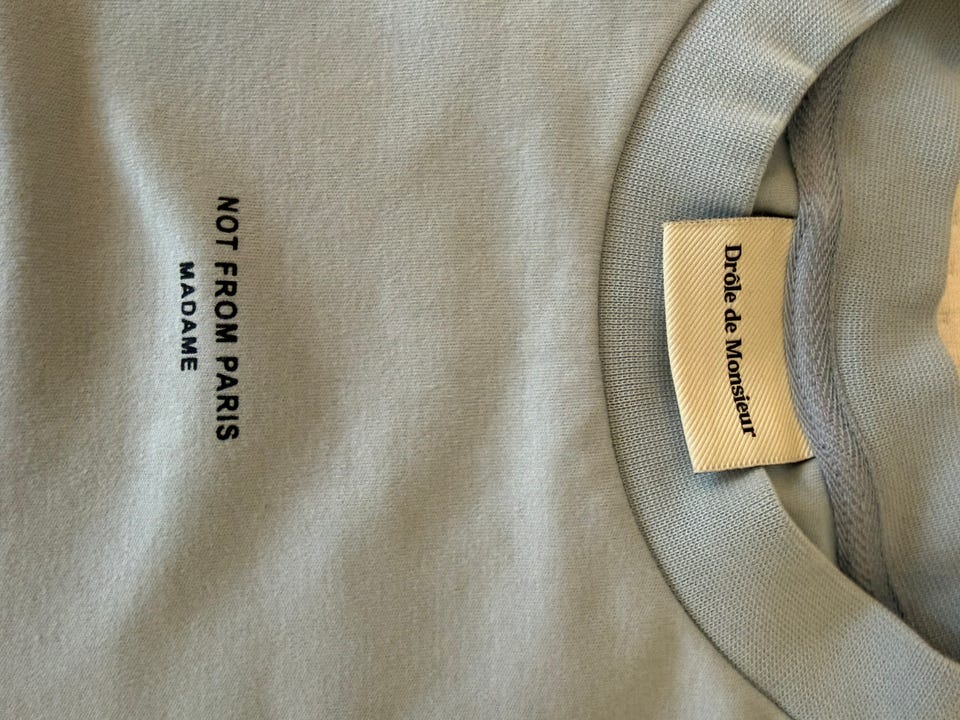 Drôle de Monsieur
NOT FROM PARIS
MADAME